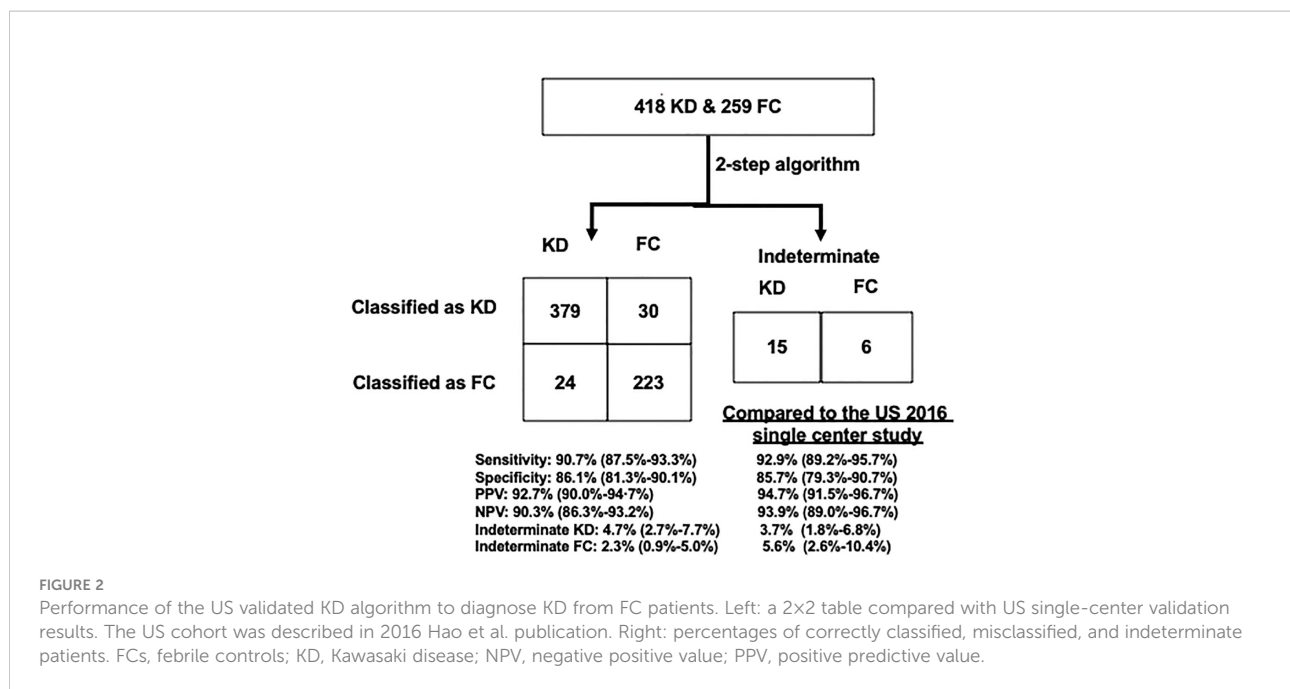 418 KD & 259 FC
2-step algorithm
KD FC
Classified as KD 379 30
Classified as FC 24 223
Indeterminate
KD FC
15 6
Compared to the US 2016
single center study
Sensitivity: 90.7% (87.5%-93.3%) 92.9% (89.2%-95.7%)
Specificity: 86.1% (81.3%-90.1%) 85.7% (79.3%-90.7%)
PPV: 92.7% (90.0%-94·7%) 94.7% (91.5%-96.7%)
NPV: 90.3% (86.3%-93.2%) 93.9% (89.0%-96.7%)
Indeterminate KD: 4.7% (2.7%-7.7%) 3.7% (1.8%-6.8%)
Indeterminate FC: 2.3% (0.9%-5.0%) 5.6% (2.6%-10.4%)
FIGURE 2
Performance of the US validated KD algorithm to diagnose KD from FC patients. Left: a 2×2 table compared with US single-center validation
results. The US cohort was described in 2016 Hao et al. publication. Right: percentages of correctly classified, misclassified, and indeterminate
patients. FCs, febrile controls; KD, Kawasaki disease; NPV, negative positive value; PPV, positive predictive value.